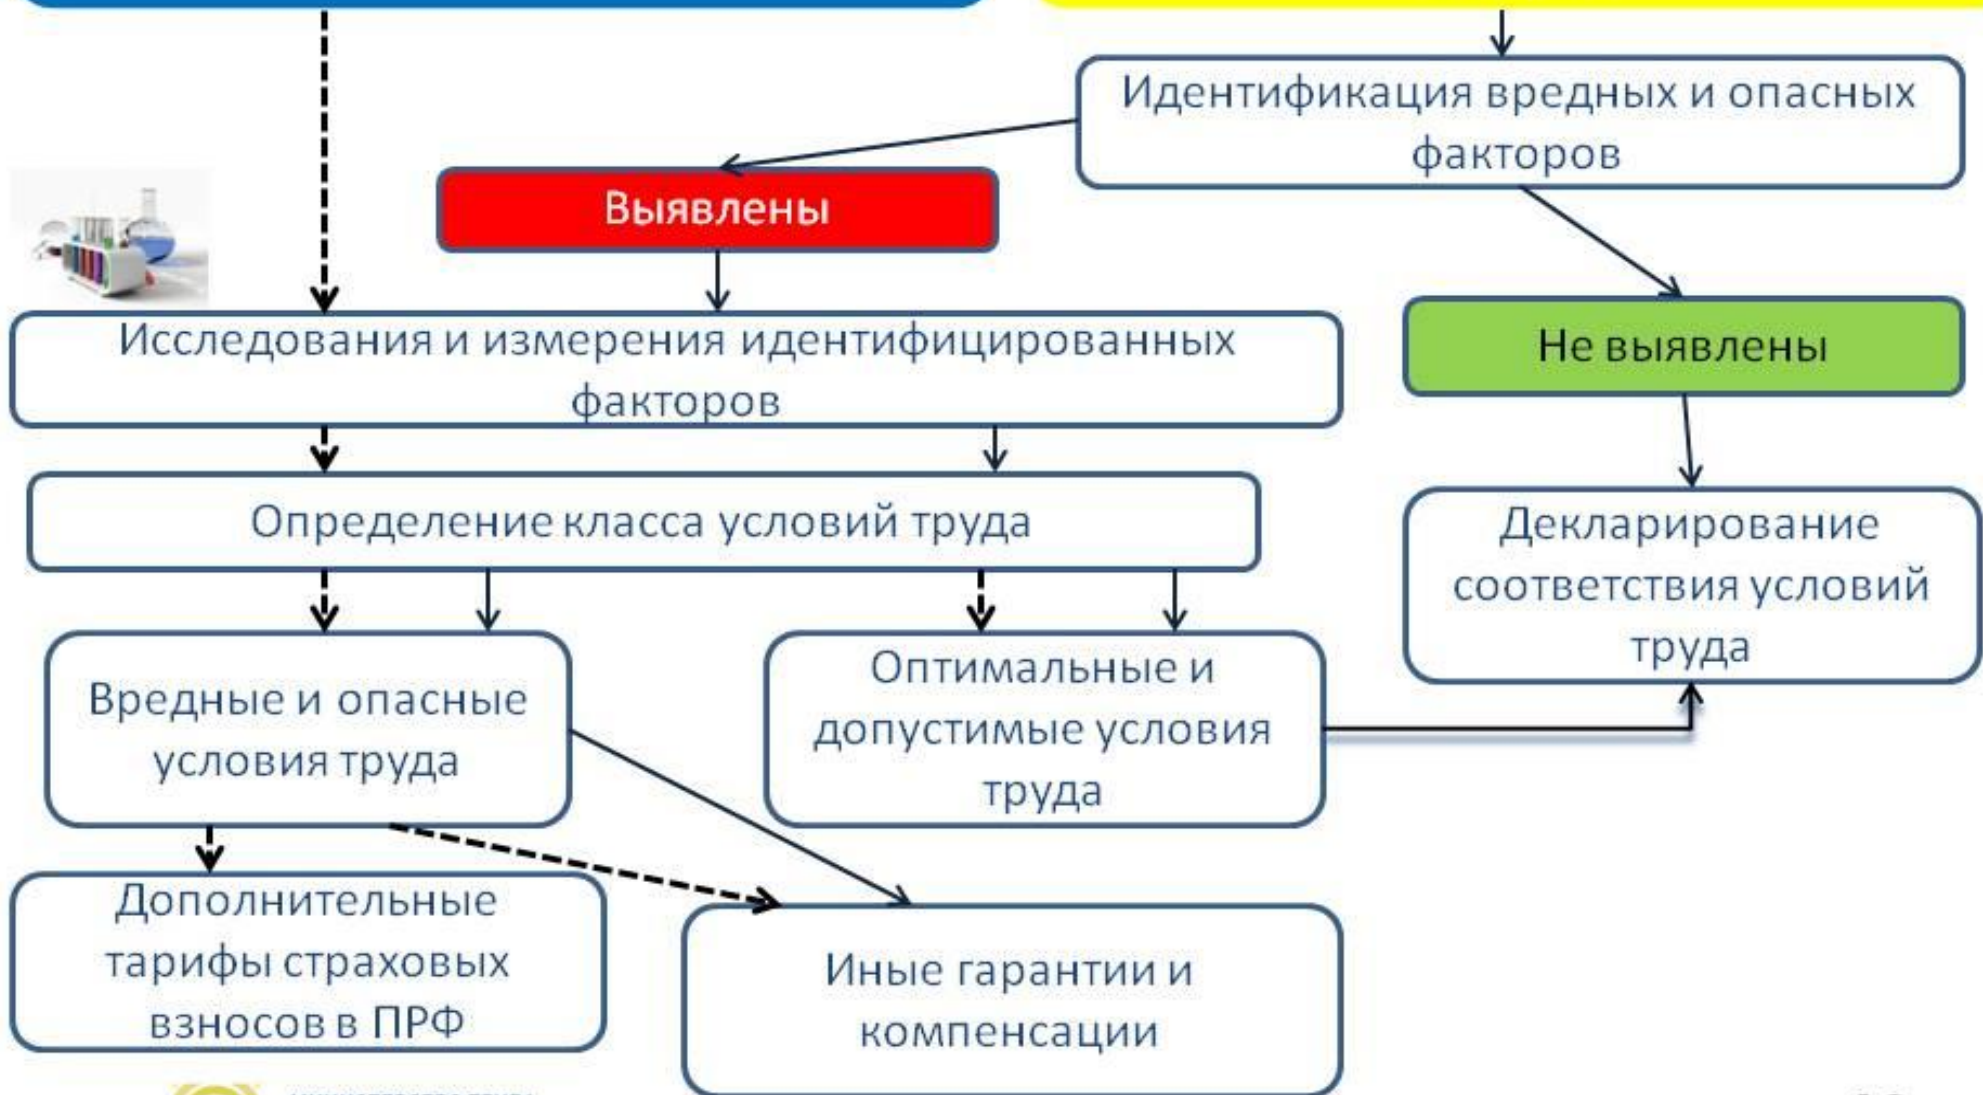 Идентификация вредных и опасных
факторов
Выявлены
Исследования и измерения идентифицированных
факторов
Не выявлены
Определение класса условий труда
Декларирование
соответствия условий
труда
Вредные и опасные
условия труда
Оптимальные и
допустимые условия
труда
Дополнительные
тарифы страховых
взносов в ПРФ
Иные гарантии и
компенсации